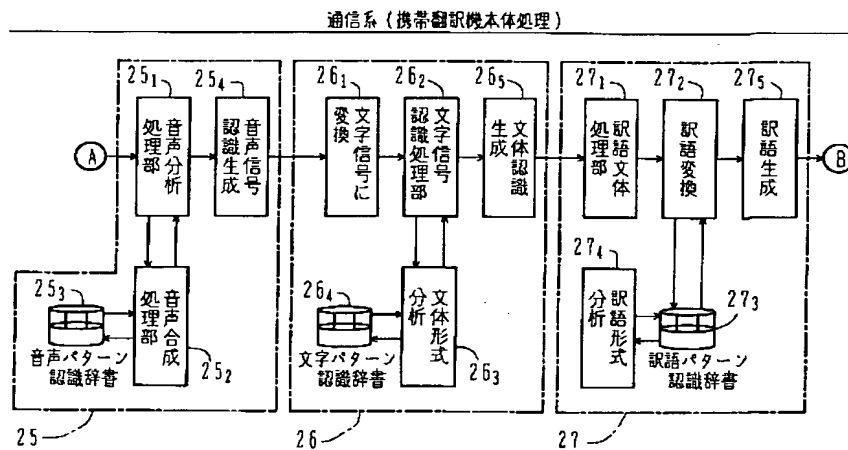 通信系（携帯翻訳機本体処理）
25₁
25₄
26₁
26₂
26₅
27₁
27₂
27₅
A
音声分析
処理部
音声信号
認識生成
文字信号に
変換
文字信号
認識処理部
文体認識
生成
訳語文体
処理部
訳語変換
訳語生成
B
25₃
音声パターン
認識辞書
音声合成
処理部
25₂
26₄
文字パターン
認識辞書
文体形式
分析
26₃
27₄
訳語形式
分析
27₃
訳語パターン
認識辞書
25
26
27